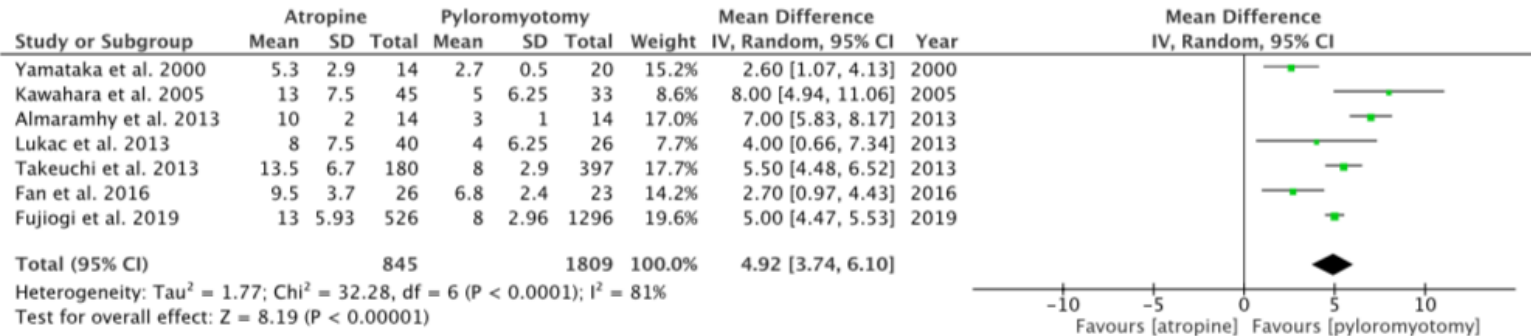 Atropine Pyloromyotomy Mean Difference Mean Difference
Study or Subgroup Mean SD Total Mean SD Total Weight IV, Random, 95% CI Year IV, Random, 95% CI
Yamataka et al. 2000 5.3 2.9 14 2.7 0.5 20 15.2% 2.60 [1.07, 4.13] 2000
Kawahara et al. 2005 13 7.5 45 5 6.25 33 8.6% 8.00 [4.94, 11.06] 2005
Almaramhy et al. 2013 10 2 14 3 1 14 17.0% 7.00 [5.83, 8.17] 2013
Lukac et al. 2013 8 7.5 40 4 6.25 26 7.7% 4.00 [0.66, 7.34] 2013
Takeuchi et al. 2013 13.5 6.7 180 8 2.9 397 17.7% 5.50 [4.48, 6.52] 2013
Fan et al. 2016 9.5 3.7 26 6.8 2.4 23 14.2% 2.70 [0.97, 4.43] 2016
Fujiogi et al. 2019 13 5.93 526 8 2.96 1296 19.6% 5.00 [4.47, 5.53] 2019
Total (95% CI) 845 1809 100.0% 4.92 [3.74, 6.10]
Heterogeneity: Tau² = 1.77; Chi² = 32.28, df = 6 (P < 0.0001); I² = 81%
Test for overall effect: Z = 8.19 (P < 0.00001)
-10 -5 0 5 10
Favours [atropine] Favours [pyloromyotomy]